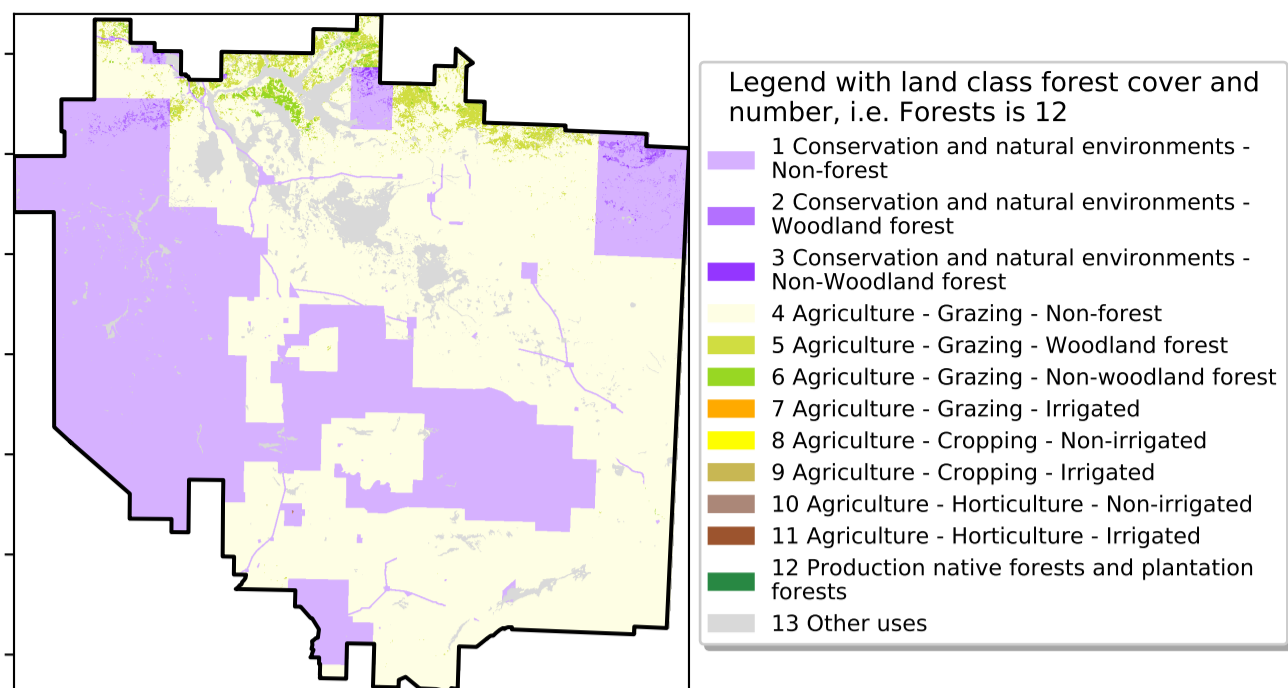 Legend with land class forest cover and
number, i.e. Forests is 12
1 Conservation and natural environments -
Non-forest
2 Conservation and natural environments -
Woodland forest
3 Conservation and natural environments -
Non-Woodland forest
4 Agriculture - Grazing - Non-forest
5 Agriculture - Grazing - Woodland forest
6 Agriculture - Grazing - Non-woodland forest
7 Agriculture - Grazing - Irrigated
8 Agriculture - Cropping - Non-irrigated
9 Agriculture - Cropping - Irrigated
10 Agriculture - Horticulture - Non-irrigated
11 Agriculture - Horticulture - Irrigated
12 Production native forests and plantation
forests
13 Other uses